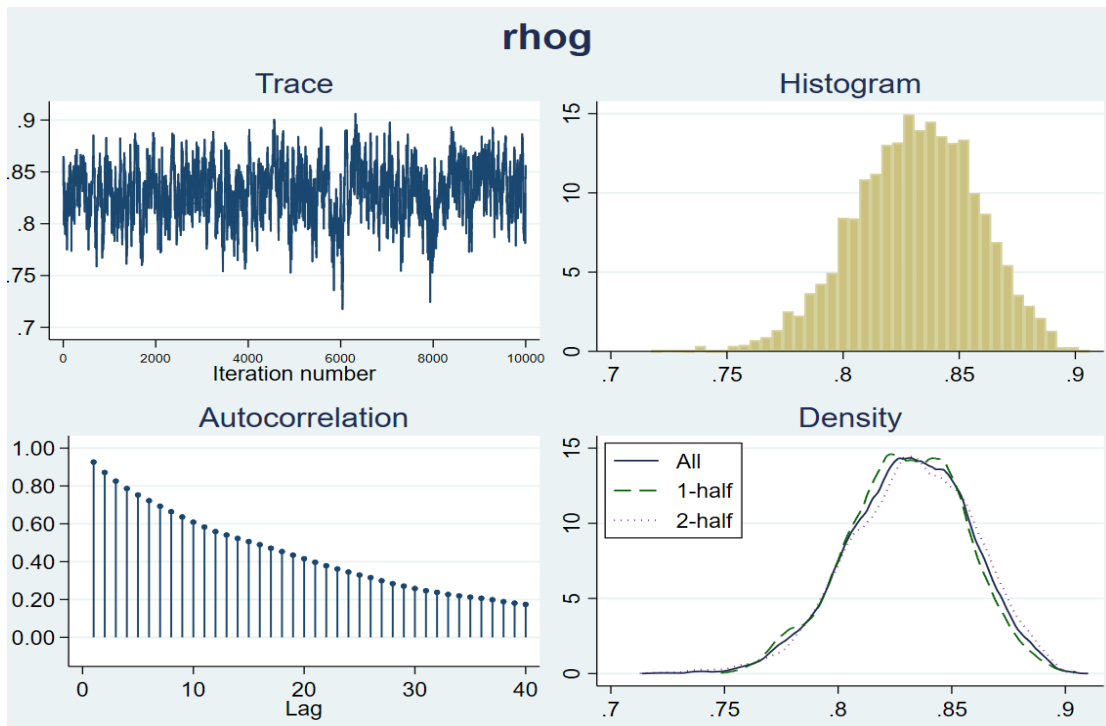 rhog
Trace
.9
.85
.8
.75
.7
0 2000 4000 6000 8000 10000
Iteration number
Histogram
15
10
5
0
.7 .75 .8 .85 .9
Autocorrelation
1.00
0.80
0.60
0.40
0.20
0.00
0 10 20 30 40
Lag
Density
15
10
5
0
All
1-half
2-half
.7 .75 .8 .85 .9